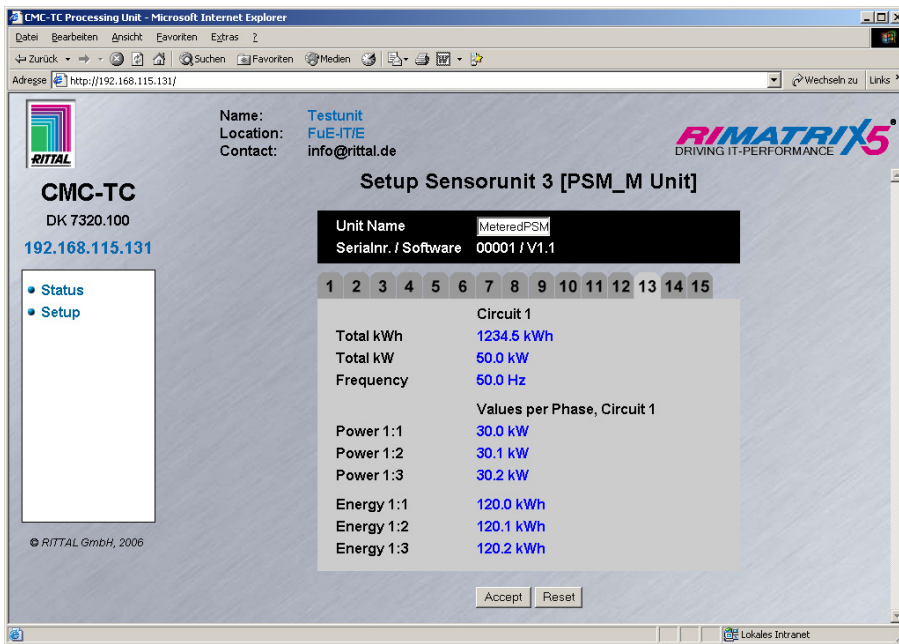 CMC-TC Processing Unit - Microsoft Internet Explorer
Datei Bearbeiten Ansicht Favoriten Extras ?
Zurück Suchen Favoriten Medien
Adresse http://192.168.115.131/ Wechseln zu Links
RITTAL
Name: Testunit
Location: FuE-IT/E
Contact: info@rittal.de
RIMATRIX5
DRIVING IT-PERFORMANCE
CMC-TC
DK 7320.100
192.168.115.131
Status
Setup
© RITTAL GmbH, 2006
Setup Sensorunit 3 [PSM_M Unit]
Unit Name MeteredPSM
Serialnr. / Software 00001 / V1.1
1 2 3 4 5 6 7 8 9 10 11 12 13 14 15
Circuit 1
Total kWh 1234.5 kWh
Total kW 50.0 kW
Frequency 50.0 Hz
Values per Phase, Circuit 1
Power 1:1 30.0 kW
Power 1:2 30.1 kW
Power 1:3 30.2 kW
Energy 1:1 120.0 kWh
Energy 1:2 120.1 kWh
Energy 1:3 120.2 kWh
Accept Reset
Lokales Intranet